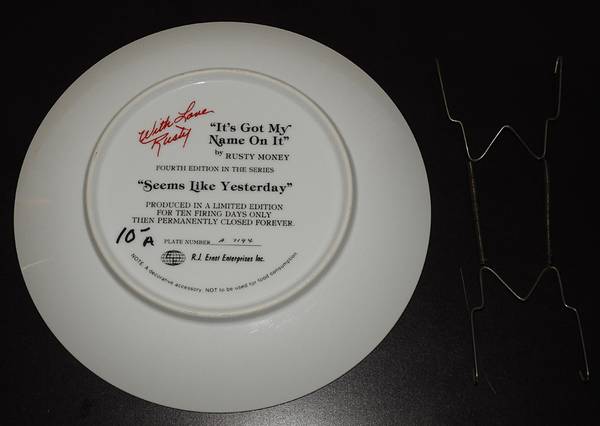 With Love
Rusty
"It's Got My
Name On It"
by RUSTY MONEY
FOURTH EDITION IN THE SERIES
"Seems Like Yesterday"
PRODUCED IN A LIMITED EDITION
FOR TEN FIRING DAYS ONLY
THEN PERMANENTLY CLOSED FOREVER.
10-A
PLATE NUMBER A 7194
R.J. Ernst Enterprises Inc.
NOTE: A decorative accessory. NOT to be used for food consumption.